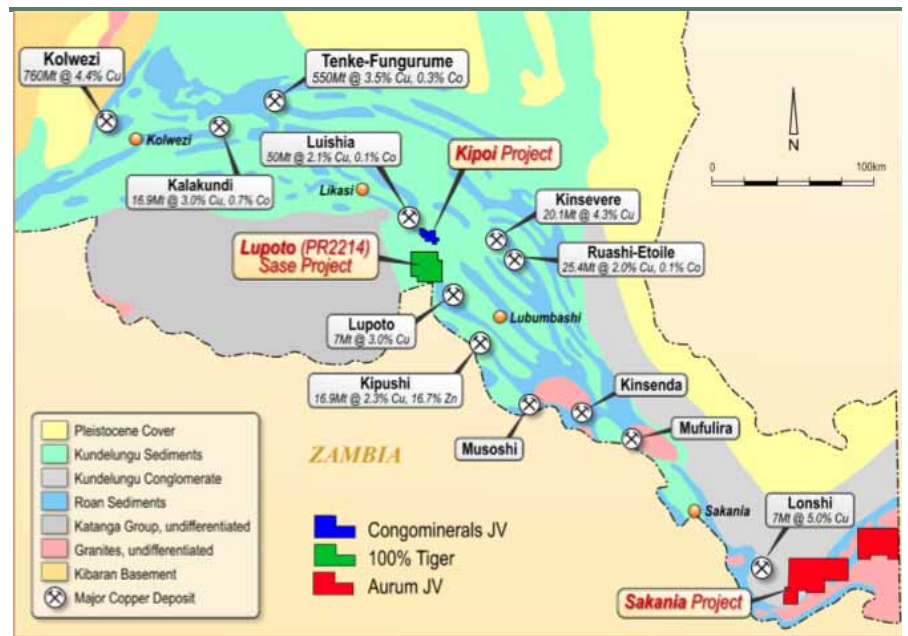 Kolwezi
760Mt @ 4.4% Cu
Tenke-Fungurume
550Mt @ 3.5% Cu, 0.3% Co
Kolwezi
Luishia
50Mt @ 2.1% Cu, 0.1% Co
Kipoi Project
N
0
100km
Kalakundi
16.9Mt @ 3.0% Cu, 0.7% Co
Likasi
Kinsevere
20.1Mt @ 4.3% Cu
Lupoto (PR2214)
Sase Project
Ruashi-Etoile
25.4Mt @ 2.0% Cu, 0.1% Co
Lupoto
7Mt @ 3.0% Cu
Lubumbashi
Kipushi
16.9Mt @ 2.3% Cu, 16.7% Zn
Kinsenda
Musoshi
Mufulira
ZAMBIA
Sakania
Lonshi
7Mt @ 5.0% Cu
Sakania Project
Pleistocene Cover
Kundelungu Sediments
Kundelungu Conglomerate
Roan Sediments
Katanga Group, undifferentiated
Granites, undifferentiated
Kibaran Basement
Major Copper Deposit
Congominerals JV
100% Tiger
Aurum JV